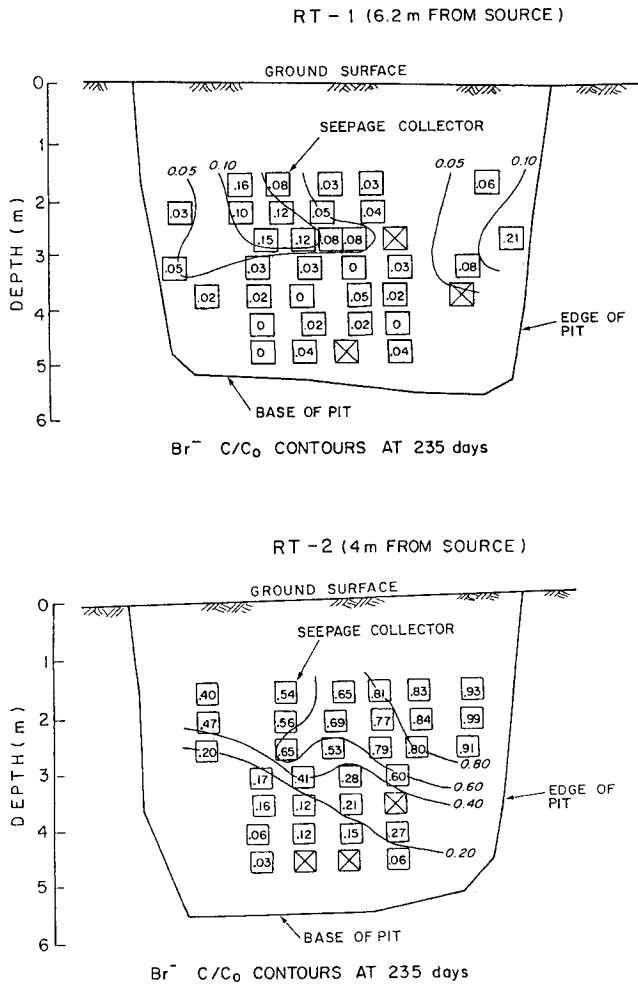 RT-1 (6.2 m FROM SOURCE)
GROUND SURFACE
SEEPAGE COLLECTOR
0
1
2
3
4
5
6
DEPTH (m)
0.05 0.10 0.05 0.10
.16 .08 .03 .03 .06
.03 .10 .12 .05 .04
.15 .12 .08 .08 .21
.05 .03 .03 0 .03 .08
.02 .02 0 .05 .02
0 .02 .02 0
0 .04 .04
EDGE OF
PIT
BASE OF PIT
Br⁻ C/C₀ CONTOURS AT 235 days
RT-2 (4 m FROM SOURCE)
GROUND SURFACE
SEEPAGE COLLECTOR
0
1
2
3
4
5
6
DEPTH (m)
.40 .54 .65 .81 .83 .93
.47 .56 .69 .77 .84 .99
.20 .65 .53 .79 .80 .91
0.80
.17 .41 .28 .60
0.60
.16 .12 .21
0.40
.06 .12 .15 .27
0.20
.03 .06
EDGE OF
PIT
BASE OF PIT
Br⁻ C/C₀ CONTOURS AT 235 days